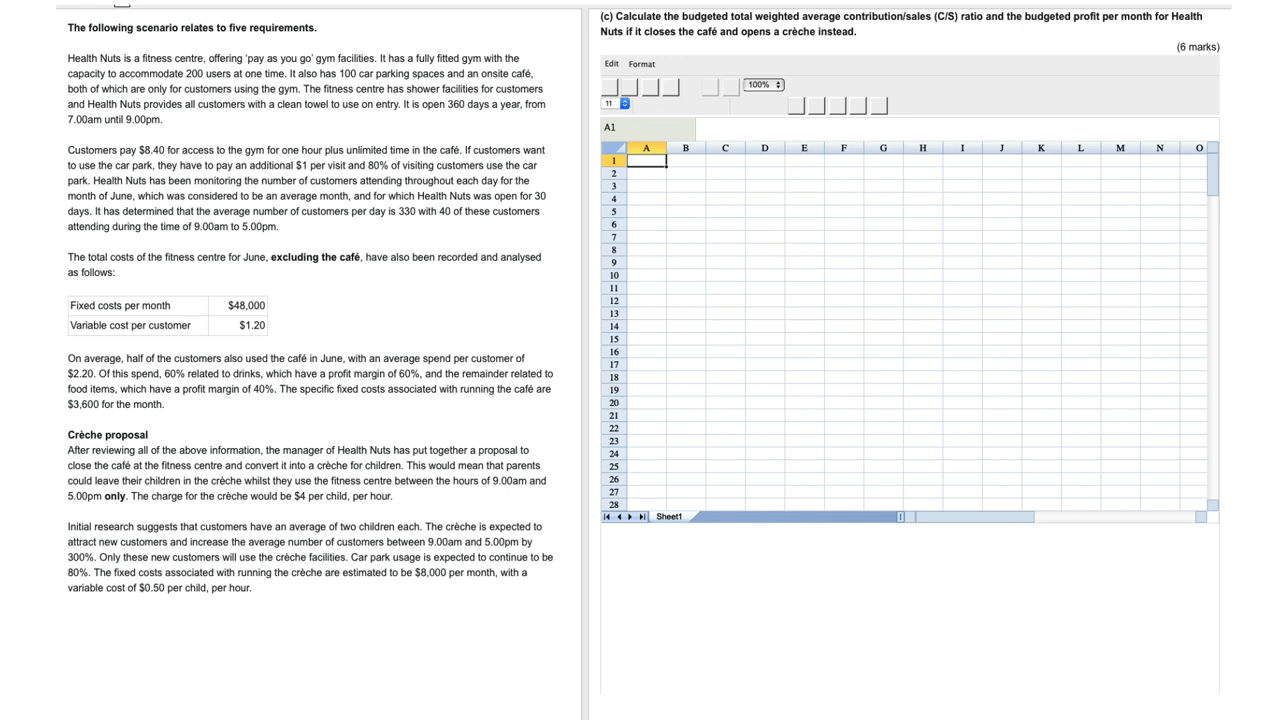 The following scenario relates to five requirements.
Health Nuts is a fitness centre, offering 'pay as you go' gym facilities. It has a fully fitted gym with the
capacity to accommodate 200 users at one time. It also has 100 car parking spaces and an onsite café,
both of which are only for customers using the gym. The fitness centre has shower facilities for customers
and Health Nuts provides all customers with a clean towel to use on entry. It is open 360 days a year, from
7.00am until 9.00pm.
Customers pay $8.40 for access to the gym for one hour plus unlimited time in the café. If customers want
to use the car park, they have to pay an additional $1 per visit and 80% of visiting customers use the car
park. Health Nuts has been monitoring the number of customers attending throughout each day for the
month of June, which was considered to be an average month, and for which Health Nuts was open for 30
days. It has determined that the average number of customers per day is 330 with 40 of these customers
attending during the time of 9.00am to 5.00pm.
The total costs of the fitness centre for June, excluding the café, have also been recorded and analysed
as follows:
Fixed costs per month $48,000
Variable cost per customer $1.20
On average, half of the customers also used the café in June, with an average spend per customer of
$2.20. Of this spend, 60% related to drinks, which have a profit margin of 60%, and the remainder related to
food items, which have a profit margin of 40%. The specific fixed costs associated with running the café are
$3,600 for the month.
Crèche proposal
After reviewing all of the above information, the manager of Health Nuts has put together a proposal to
close the café at the fitness centre and convert it into a crèche for children. This would mean that parents
could leave their children in the crèche whilst they use the fitness centre between the hours of 9.00am and
5.00pm only. The charge for the crèche would be $4 per child, per hour.
Initial research suggests that customers have an average of two children each. The crèche is expected to
attract new customers and increase the average number of customers between 9.00am and 5.00pm by
300%. Only these new customers will use the crèche facilities. Car park usage is expected to continue to be
80%. The fixed costs associated with running the crèche are estimated to be $8,000 per month, with a
variable cost of $0.50 per child, per hour.
(c) Calculate the budgeted total weighted average contribution/sales (C/S) ratio and the budgeted profit per month for Health
Nuts if it closes the café and opens a crèche instead.
(6 marks)
Edit Format
100%
11
A1
A B C D E F G H I J K L M N O
1
2
3
4
5
6
7
8
9
10
11
12
13
14
15
16
17
18
19
20
21
22
23
24
25
26
27
28
Sheet1